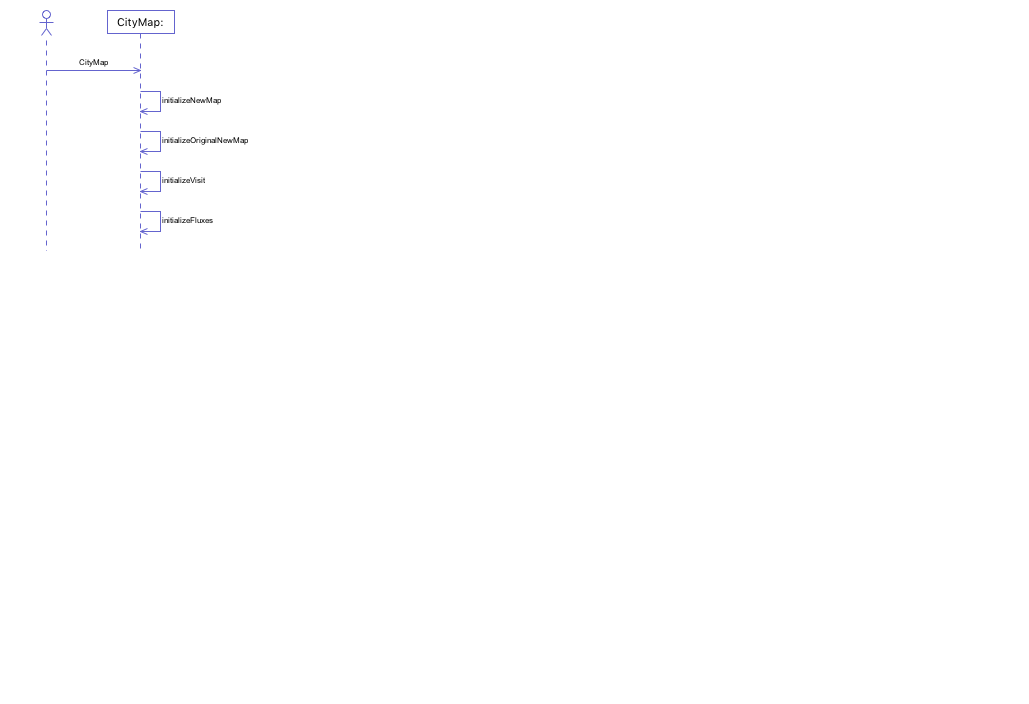 CityMap:
CityMap
initializeNewMap
initializeOriginalNewMap
initializeVisit
initializeFluxes